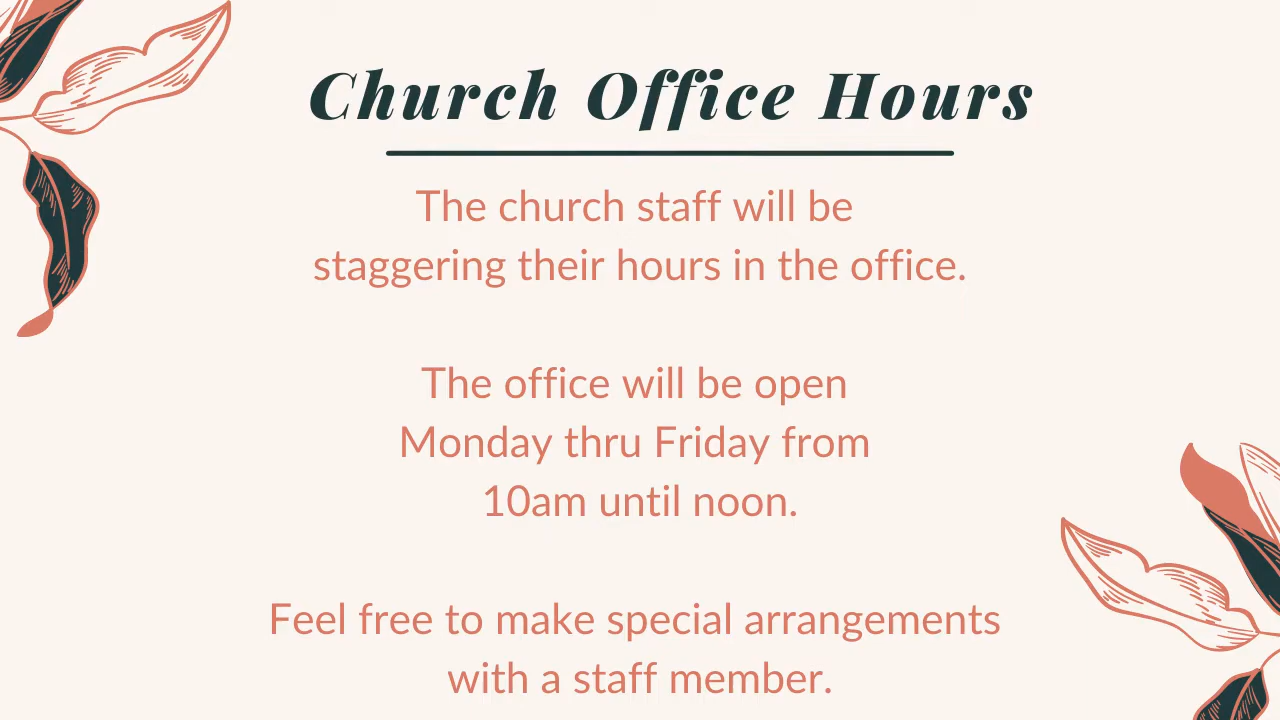 Church Office Hours
The church staff will be
staggering their hours in the office.
The office will be open
Monday thru Friday from
10am until noon.
Feel free to make special arrangements
with a staff member.